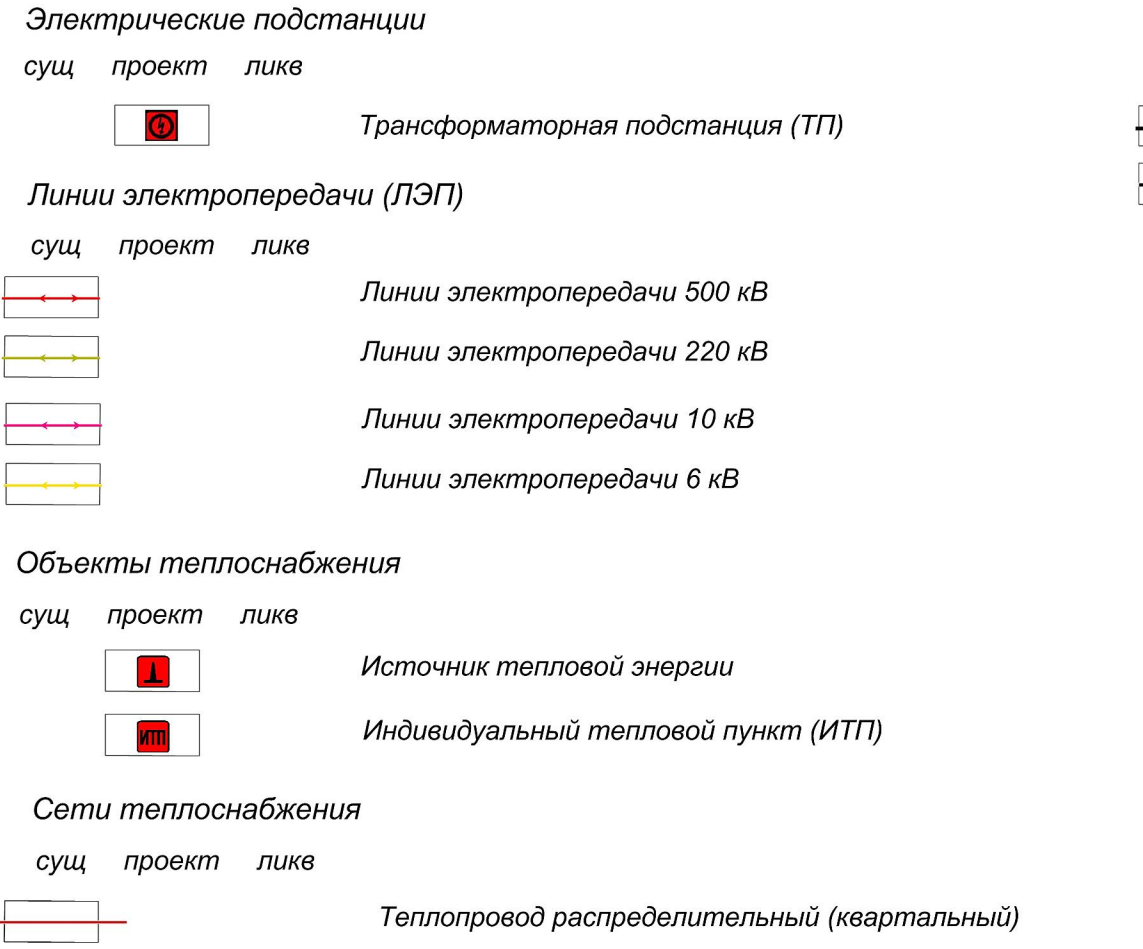 Электрические подстанции
сущ проект ликв
Трансформаторная подстанция (ТП)
Линии электропередачи (ЛЭП)
сущ проект ликв
Линии электропередачи 500 кВ
Линии электропередачи 220 кВ
Линии электропередачи 10 кВ
Линии электропередачи 6 кВ
Объекты теплоснабжения
сущ проект ликв
Источник тепловой энергии
ИТП Индивидуальный тепловой пункт (ИТП)
Сети теплоснабжения
сущ проект ликв
Теплопровод распределительный (квартальный)